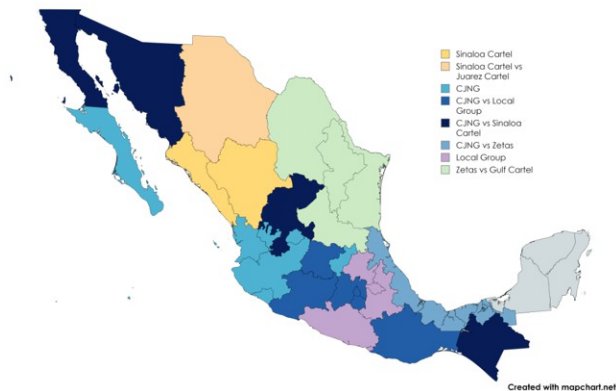 Sinaloa Cartel
Sinaloa Cartel vs
Juarez Cartel
CJNG
CJNG vs Local
Group
CJNG vs Sinaloa
Cartel
CJNG vs Zetas
Local Group
Zetas vs Gulf Cartel
Created with mapchart.net